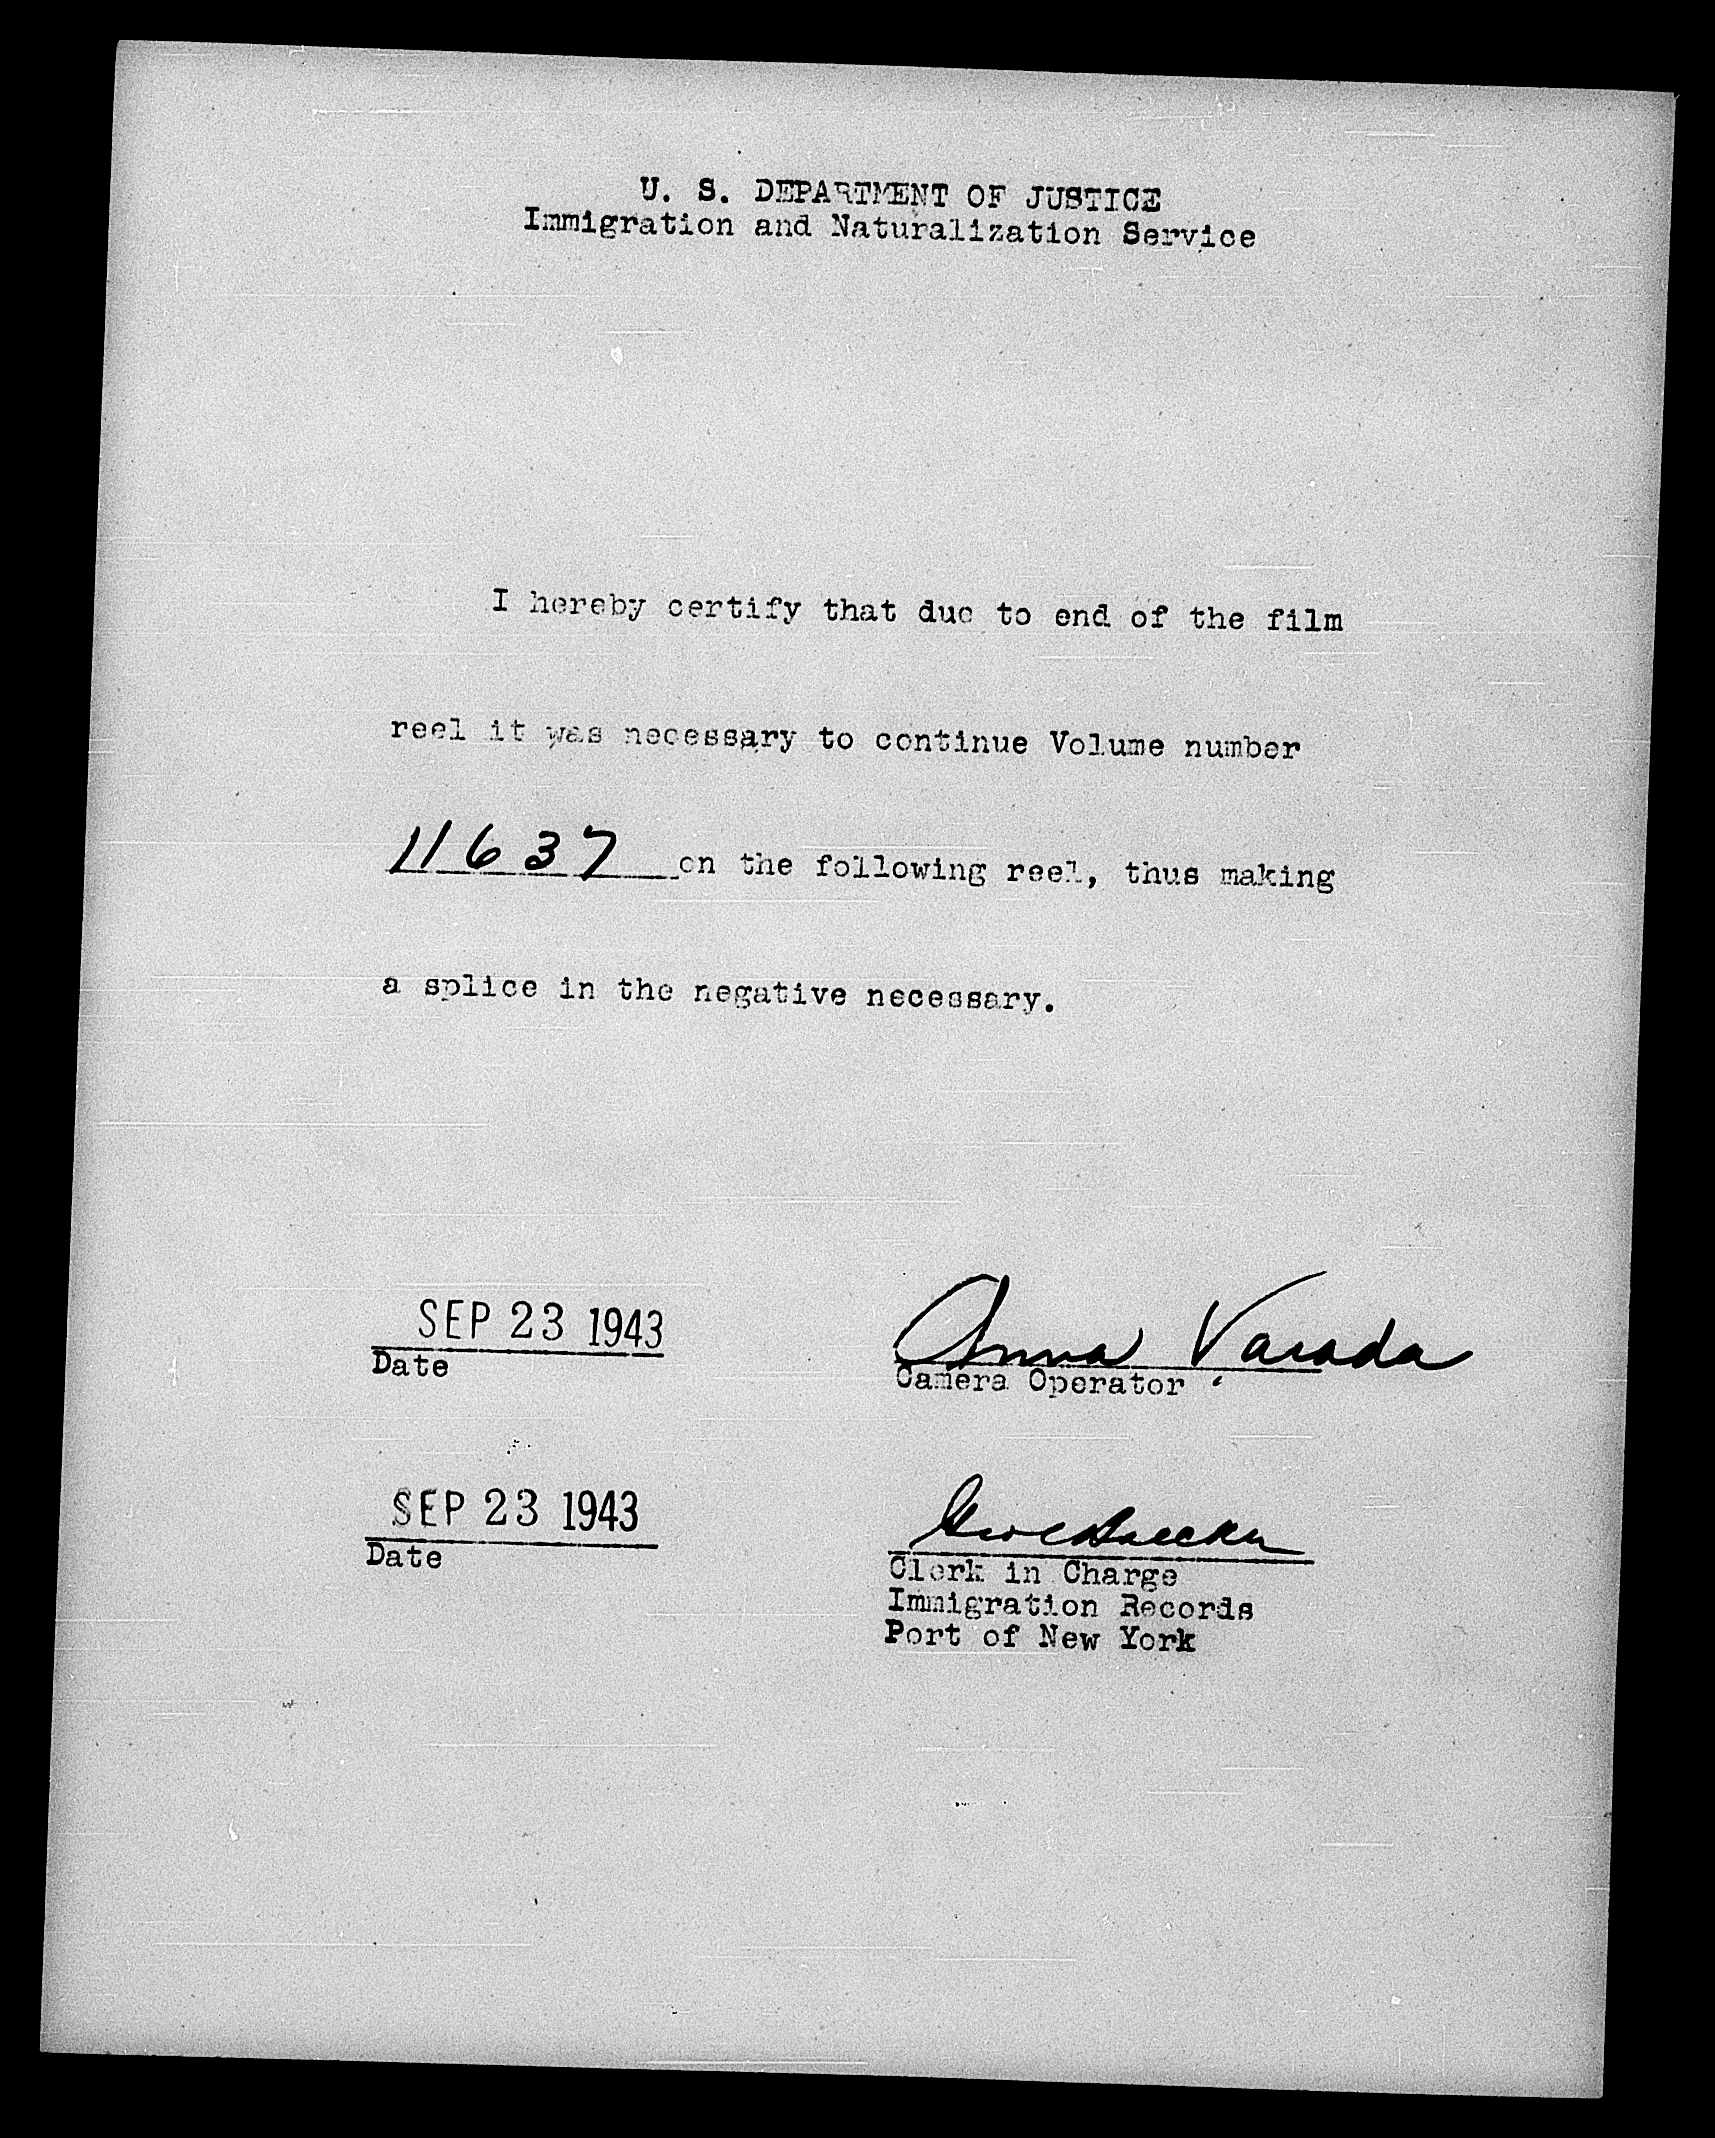 U. S. DEPARTMENT OF JUSTICE
Immigration and Naturalization Service
I hereby certify that due to end of the film
reel it was necessary to continue Volume number
11637 on the following reel, thus making
a splice in the negative necessary.
SEP 23 1943
Date
Anna Varada
Camera Operator
SEP 23 1943
Date
Clerk in Charge
Immigration Records
Port of New York